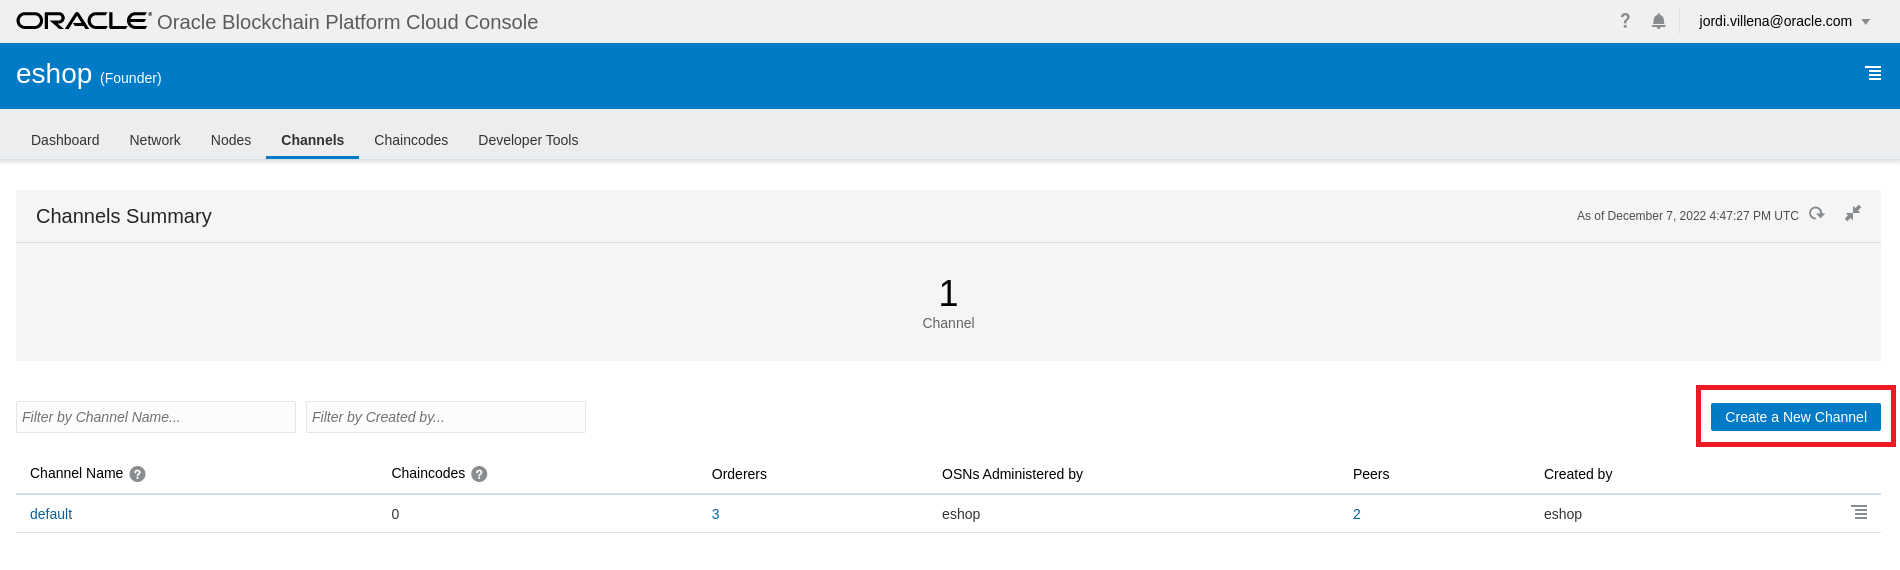 ORACLE® Oracle Blockchain Platform Cloud Console
? jordi.villena@oracle.com
eshop (Founder)
Dashboard Network Nodes Channels Chaincodes Developer Tools
Channels Summary
As of December 7, 2022 4:47:27 PM UTC
1
Channel
Filter by Channel Name... Filter by Created by... Create a New Channel
Channel Name ? Chaincodes ? Orderers OSNs Administered by Peers Created by
default 0 3 eshop 2 eshop